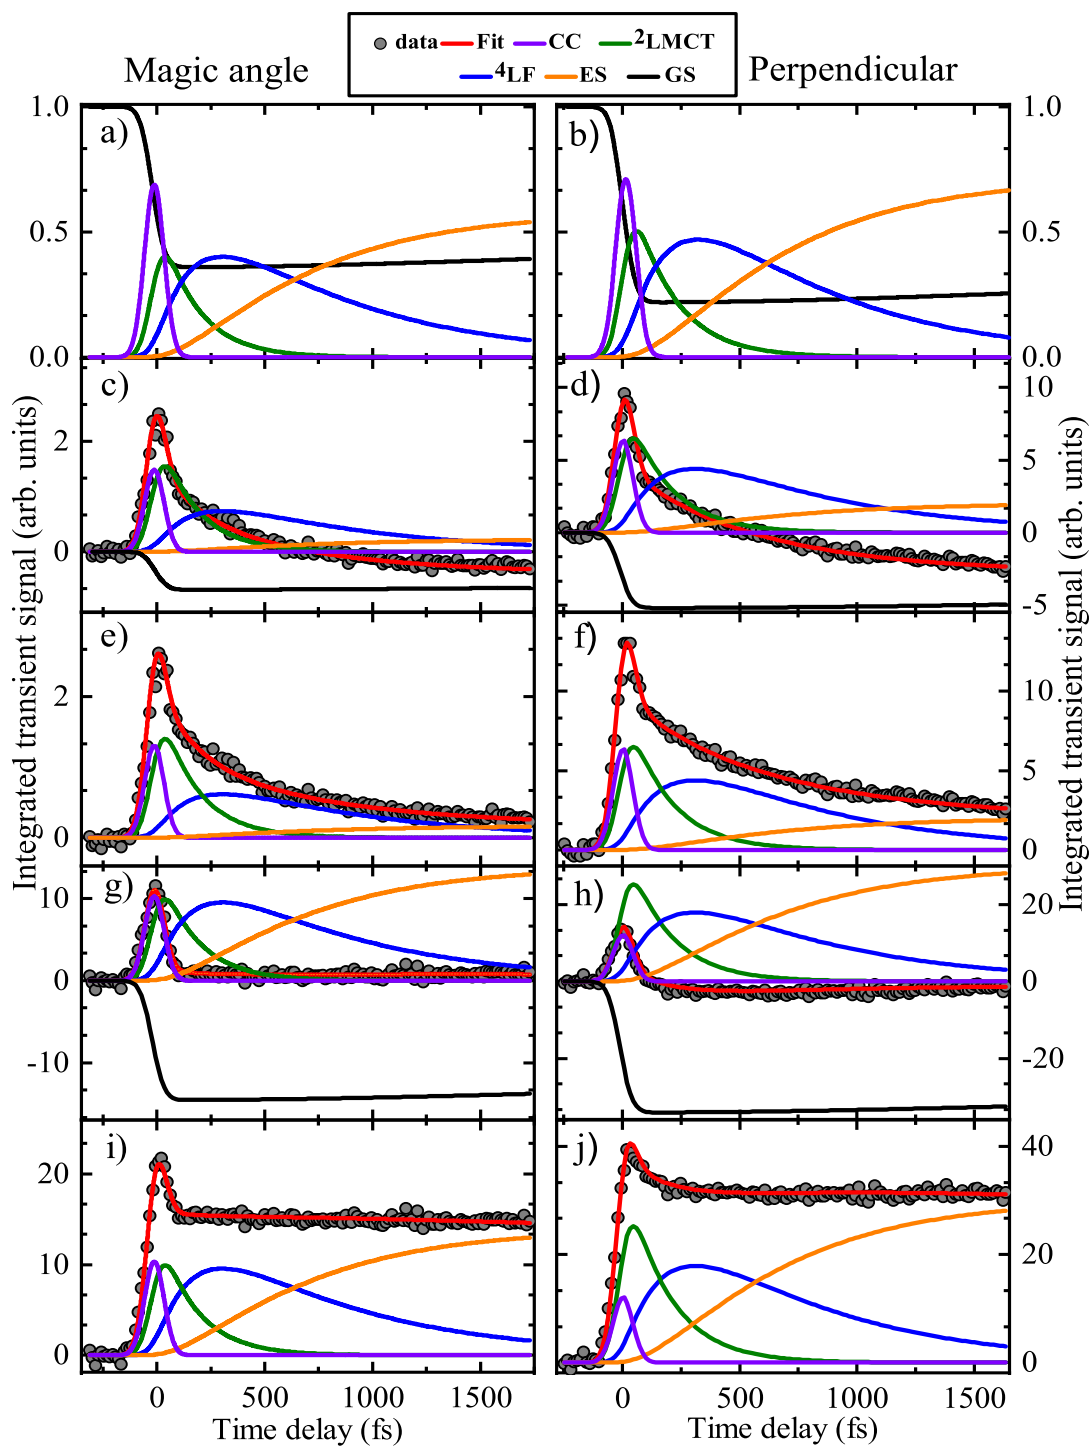 data Fit CC ²LMCT
⁴LF ES GS
Magic angle
Perpendicular
a)
b)
1.0
0.5
0.0
1.0
0.5
0.0
c)
d)
2
0
10
5
0
-5
e)
f)
2
0
10
5
0
g)
h)
10
0
-10
20
0
-20
i)
j)
20
10
0
40
20
0
0 500 1000 1500
0 500 1000 1500
Time delay (fs)
Time delay (fs)
Integrated transient signal (arb. units)
Integrated transient signal (arb. units)